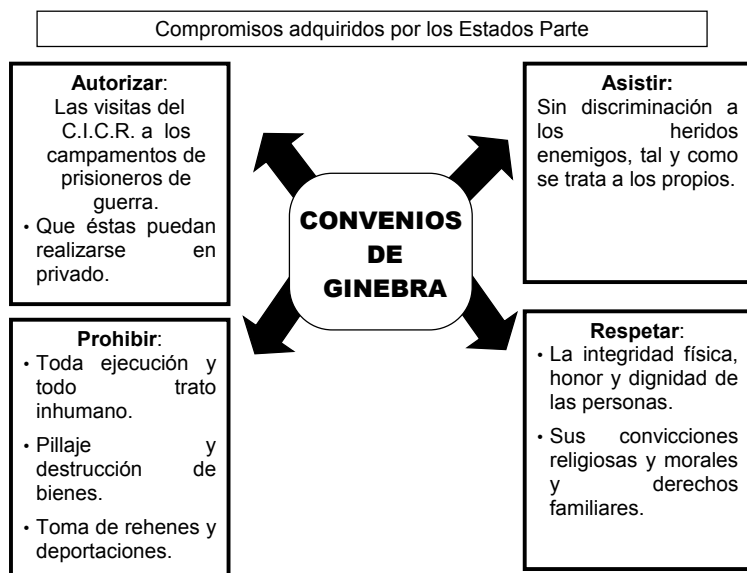 Compromisos adquiridos por los Estados Parte
Autorizar:
Las visitas del
C.I.C.R. a los
campamentos de
prisioneros de
guerra.
• Que éstas puedan
realizarse en
privado.
Asistir:
Sin discriminación a
los heridos
enemigos, tal y como
se trata a los propios.
CONVENIOS
DE
GINEBRA
Prohibir:
• Toda ejecución y
todo trato
inhumano.
• Pillaje y
destrucción de
bienes.
• Toma de rehenes y
deportaciones.
Respetar:
• La integridad física,
honor y dignidad de
las personas.
• Sus convicciones
religiosas y morales
y derechos
familiares.